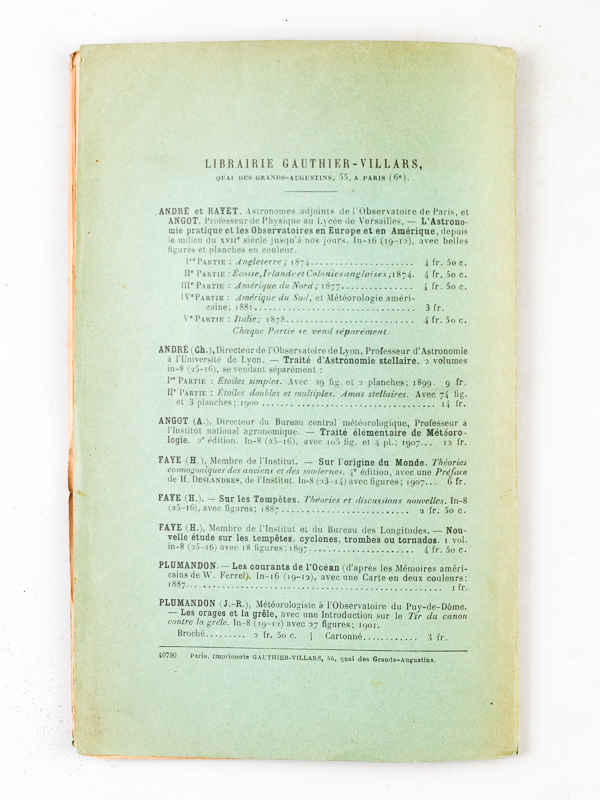 LIBRAIRIE GAUTHIER-VILLARS,
QUAI DES GRANDS-AUGUSTINS, 55, A PARIS (6e).
ANDRÉ et RAYET, Astronomes adjoints de l'Observatoire de Paris, et
ANGOT, Professeur de Physique au Lycée de Versailles. — L'Astrono-
mie pratique et les Observatoires en Europe et en Amérique, depuis
le milieu du XVIIe siècle jusqu'à nos jours. In-16 (19-12), avec belles
figures et planches en couleur.
Ire PARTIE : Angleterre; 1874........................ 4 fr. 50 c.
IIe PARTIE : Écosse, Irlande et Colonies anglaises; 1874. 4 fr. 50 c.
IIIe PARTIE : Amérique du Nord; 1877.............. 4 fr. 50 c.
IVe PARTIE : Amérique du Sud, et Météorologie améri-
caine; 1881................................ 3 fr.
Ve PARTIE : Italie; 1878......................... 4 fr. 50 c.
Chaque Partie se vend séparément.
ANDRÉ (Ch.), Directeur de l'Observatoire de Lyon, Professeur d'Astronomie
à l'Université de Lyon. — Traité d'Astronomie stellaire. 2 volumes
in-8 (25-16), se vendant séparément :
Ire PARTIE : Étoiles simples. Avec 29 fig. et 2 planches; 1899. 9 fr.
IIe PARTIE : Étoiles doubles et multiples. Amas stellaires. Avec 74 fig.
et 3 planches; 1900................................ 14 fr.
ANGOT (A.), Directeur du Bureau central météorologique, Professeur à
l'Institut national agronomique. — Traité élémentaire de Météoro-
logie. 2e édition. In-8 (25-16), avec 105 fig. et 4 pl.; 1907... 12 fr.
FAYE (H.), Membre de l'Institut. — Sur l'origine du Monde. Théories
cosmogoniques des anciens et des modernes. 4e édition, avec une Préface
de H. DESLANDRES, de l'Institut. In-8 (23-14) avec figures; 1907... 6 fr.
FAYE (H.). — Sur les Tempêtes. Théories et discussions nouvelles. In-8
(25-16), avec figures; 1887.......................... 2 fr. 50 c.
FAYE (H.), Membre de l'Institut et du Bureau des Longitudes. — Nou-
velle étude sur les tempêtes, cyclones, trombes ou tornados. 1 vol.
in-8 (25-16) avec 18 figures; 1897.................... 4 fr. 50 c.
PLUMANDON. — Les courants de l'Océan (d'après les Mémoires améri-
cains de W. Ferrel). In-16 (19-12), avec une Carte en deux couleurs;
1887.................................................. 1 fr.
PLUMANDON (J.-R.), Météorologiste à l'Observatoire du Puy-de-Dôme.
— Les orages et la grêle, avec une Introduction sur le Tir du canon
contre la grêle. In-8 (19-12) avec 27 figures; 1901.
Broché......... 2 fr. 50 c. | Cartonné............ 3 fr.
40790 Paris. Imprimerie GAUTHIER-VILLARS, 55, quai des Grands-Augustins.